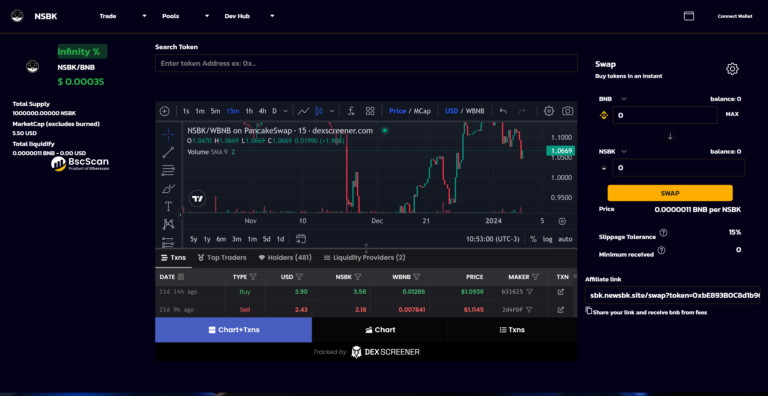 NSBK
Trade
Pools
Dev Hub
Connect Wallet
Infinity %
NSBK/BNB
$ 0.00035
Total Supply
1000000.00000 NSBK
MarketCap (excludes burned)
5.50 USD
Total liquidify
0.0000011 BNB - 0.00 USD
BscScan
Product of Etherscan
Search Token
Enter token Address ex: 0x...
1s 1m 5m 15m 1h 4h D
Price / MCap
USD / WBNB
NSBK/WBNB on PancakeSwap · 15 · dexscreener.com
O1.0470 H1.0669 L1.0669 C1.0669 0.01990
Volume SMA 9 2
1.1000
1.0669
1.0500
1.0000
0.9500
Nov 10 Dec 21 2024 5
5y 1y 6m 3m 1m 5d 1d
10:53:00 (UTC-3) % log auto
Txns
Top Traders
Holders (481)
Liquidity Providers (2)
DATE TYPE USD NSBK WBNB PRICE MAKER TXN
11d 14h ago Buy 3.90 3.56 0.01286 $1.0936 b31625
21d 9h ago Sell 2.43 2.18 0.007841 $1.1145 2d4f0f
Chart+Txns
Chart
Txns
Tracked by DEX SCREENER
Swap
Buy tokens in an instant
BNB balance: 0
0 MAX
NSBK balance: 0
0
SWAP
Price 0.0000011 BNB per NSBK
Slippage Tolerance ? 15%
Minimum received ? 0
Affiliate link
sbk.newsbk.site/swap?token=0xbE893B0C8d1b9
Share your link and receive bnb from fees